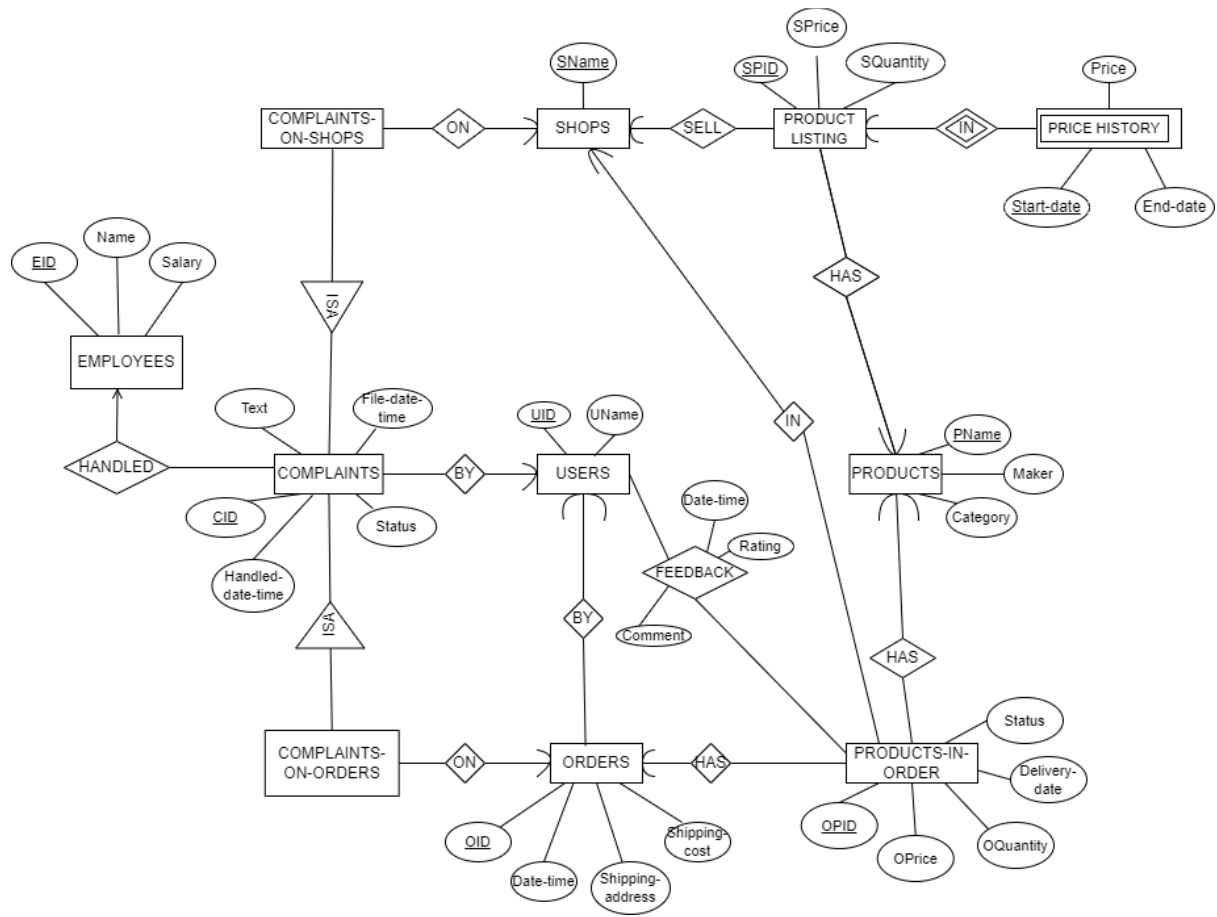 SPrice
SName
SPID
SQuantity
Price
COMPLAINTS-
ON-SHOPS
ON
SHOPS
SELL
PRODUCT
LISTING
IN
PRICE HISTORY
Start-date
End-date
Name
EID
Salary
HAS
ISA
EMPLOYEES
Text
File-date-
time
UID
UName
IN
PName
HANDLED
COMPLAINTS
BY
USERS
PRODUCTS
Maker
Date-time
CID
Status
Category
Rating
FEEDBACK
Handled-
date-time
ISA
BY
Comment
HAS
Status
COMPLAINTS-
ON-ORDERS
ON
ORDERS
HAS
PRODUCTS-IN-
ORDER
Delivery-
date
OPID
OID
Shipping-
cost
OPrice
OQuantity
Date-time
Shipping-
address